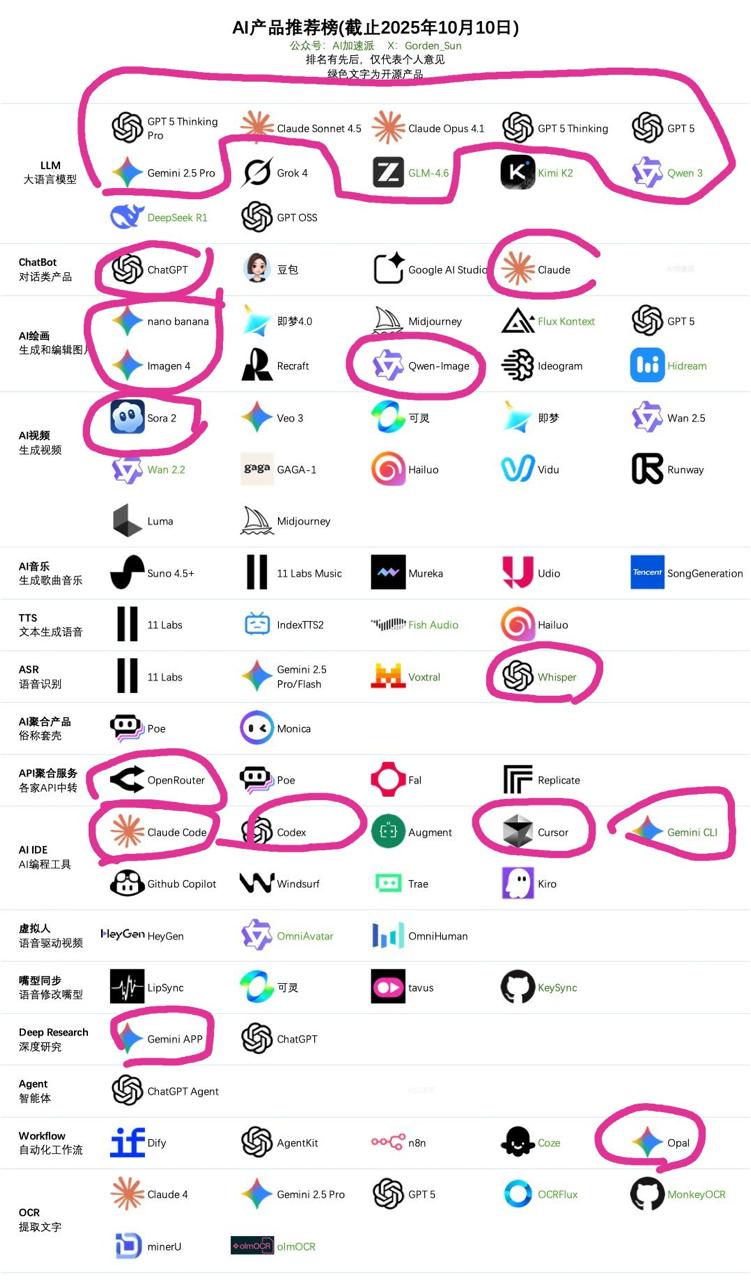 AI产品推荐榜(截止2025年10月10日)
公众号：AI加速派 X：Gorden_Sun
排名有先后，仅代表个人意见
绿色文字为开源产品
LLM
大语言模型
GPT 5 Thinking Pro
Claude Sonnet 4.5
Claude Opus 4.1
GPT 5 Thinking
GPT 5
Gemini 2.5 Pro
Grok 4
GLM-4.6
Kimi K2
Qwen 3
DeepSeek R1
GPT OSS
ChatBot
对话类产品
ChatGPT
豆包
Google AI Studio
Claude
AI绘画
生成和编辑图片
nano banana
即梦4.0
Midjourney
Flux Kontext
GPT 5
Imagen 4
Recraft
Qwen-Image
Ideogram
Hidream
AI视频
生成视频
Sora 2
Veo 3
可灵
即梦
Wan 2.5
Wan 2.2
gaga
GAGA-1
Hailuo
Vidu
Runway
Luma
Midjourney
AI音乐
生成歌曲音乐
Suno 4.5+
11 Labs Music
Mureka
Udio
Tencent
SongGeneration
TTS
文本生成语音
11 Labs
IndexTTS2
Fish Audio
Hailuo
ASR
语音识别
11 Labs
Gemini 2.5 Pro/Flash
Voxtral
Whisper
AI聚合产品
俗称套壳
Poe
Monica
API聚合服务
各家API中转
OpenRouter
Poe
Fal
Replicate
AI IDE
AI编程工具
Claude Code
Codex
Augment
Cursor
Gemini CLI
Github Copilot
Windsurf
Trae
Kiro
虚拟人
语音驱动视频
HeyGen
HeyGen
OmniAvatar
OmniHuman
嘴型同步
语音修改嘴型
LipSync
可灵
tavus
KeySync
Deep Research
深度研究
Gemini APP
ChatGPT
Agent
智能体
ChatGPT Agent
Workflow
自动化工作流
Dify
AgentKit
n8n
Coze
Opal
OCR
提取文字
Claude 4
Gemini 2.5 Pro
GPT 5
OCRFlux
MonkeyOCR
minerU
olmOCR
olmOCR